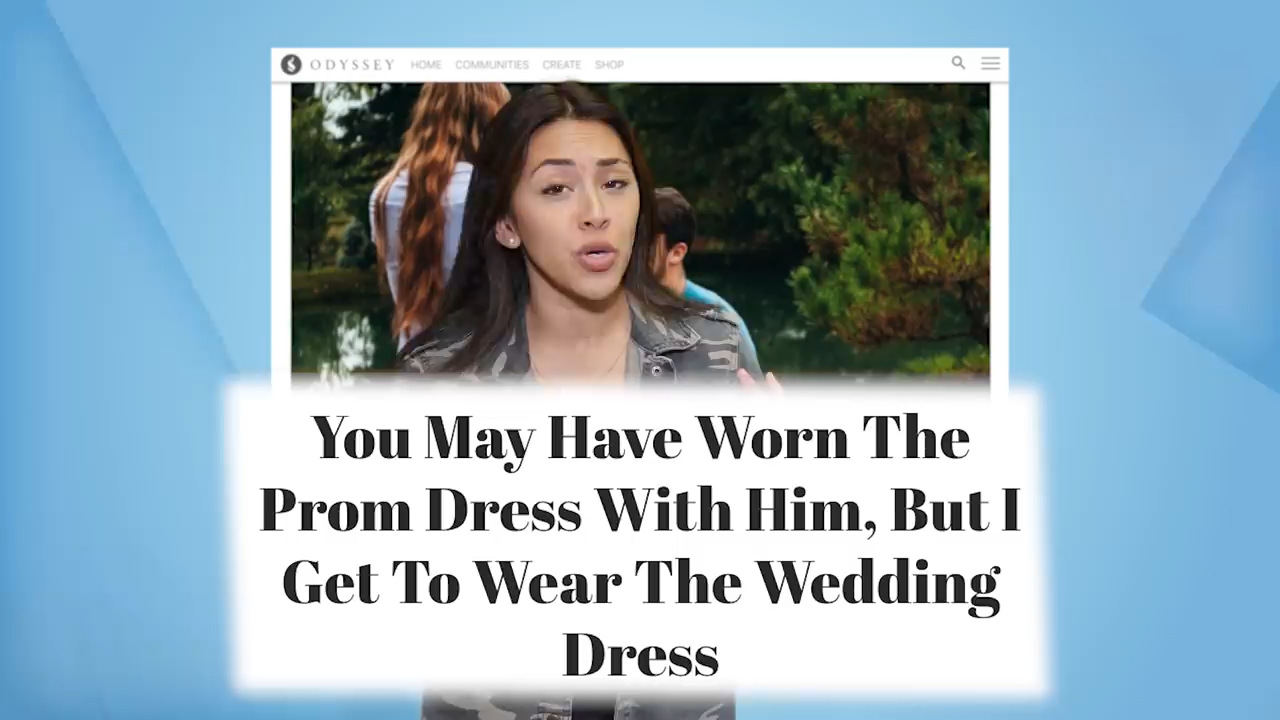 ODYSSEY HOME COMMUNITIES CREATE SHOP
You May Have Worn The
Prom Dress With Him, But I
Get To Wear The Wedding
Dress